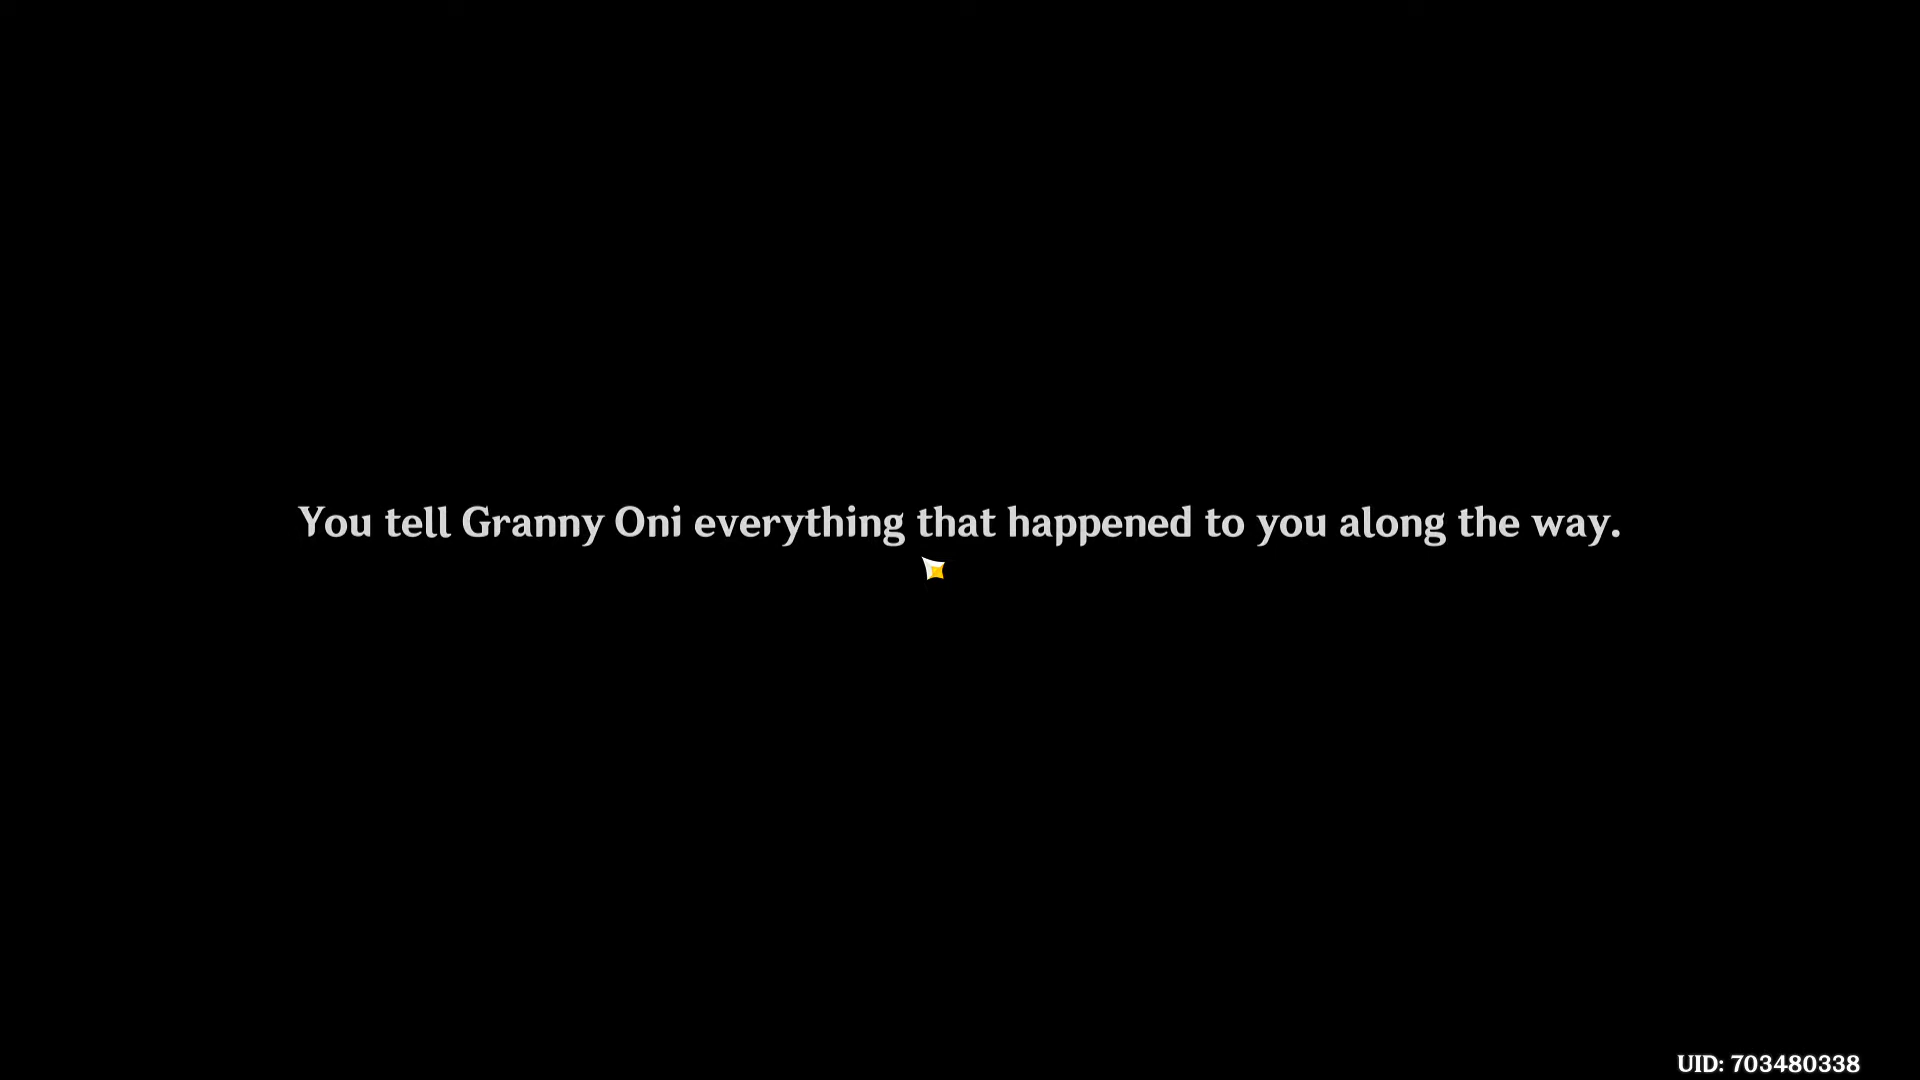 You tell Granny Oni everything that happened to you along the way.
UID: 703480338